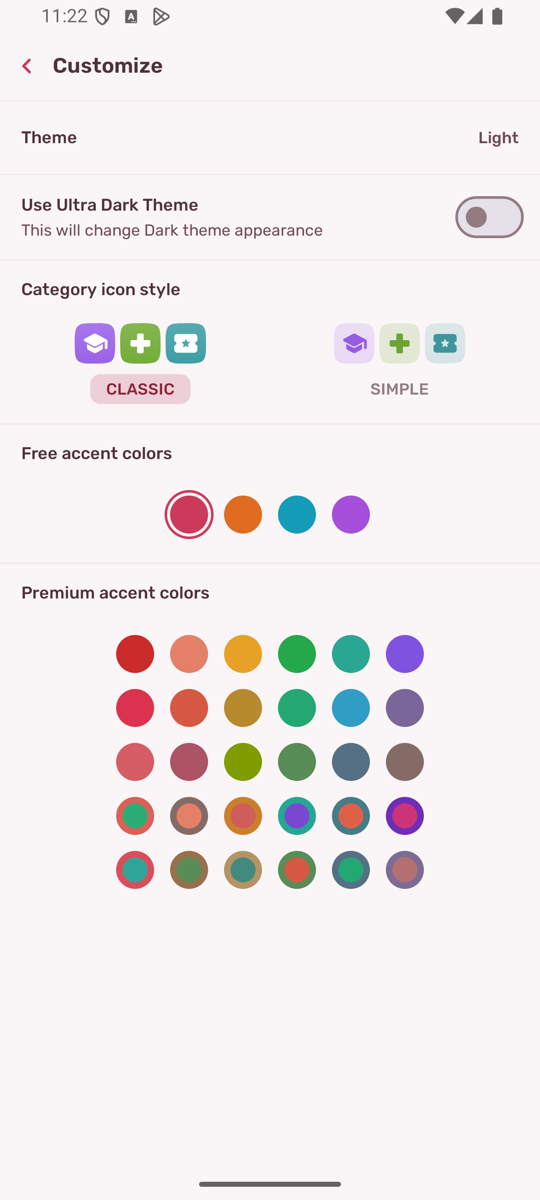 11:22
Customize
Theme
Light
Use Ultra Dark Theme
This will change Dark theme appearance
Category icon style
CLASSIC
SIMPLE
Free accent colors
Premium accent colors